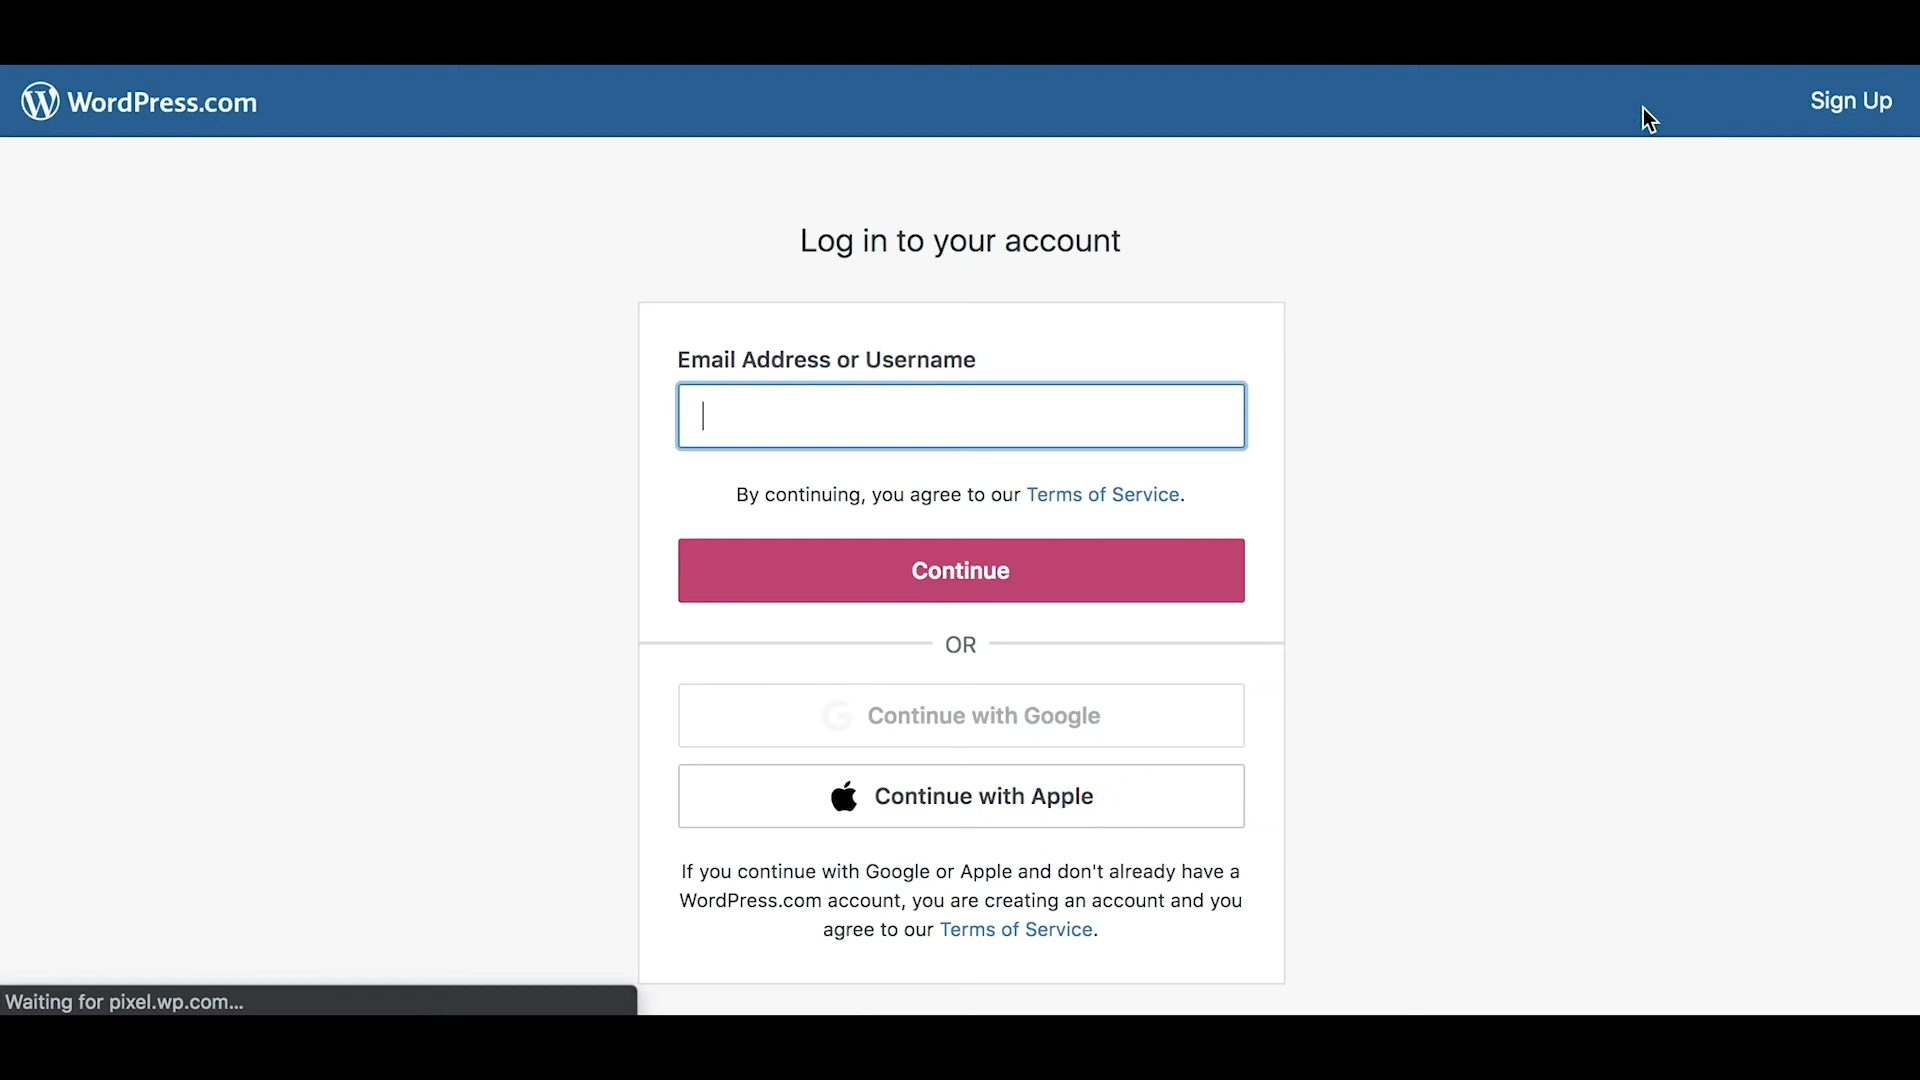 WordPress.com
Sign Up
Log in to your account
Email Address or Username
By continuing, you agree to our Terms of Service.
Continue
OR
Continue with Google
Continue with Apple
If you continue with Google or Apple and don't already have a
WordPress.com account, you are creating an account and you
agree to our Terms of Service.
Waiting for pixel.wp.com...